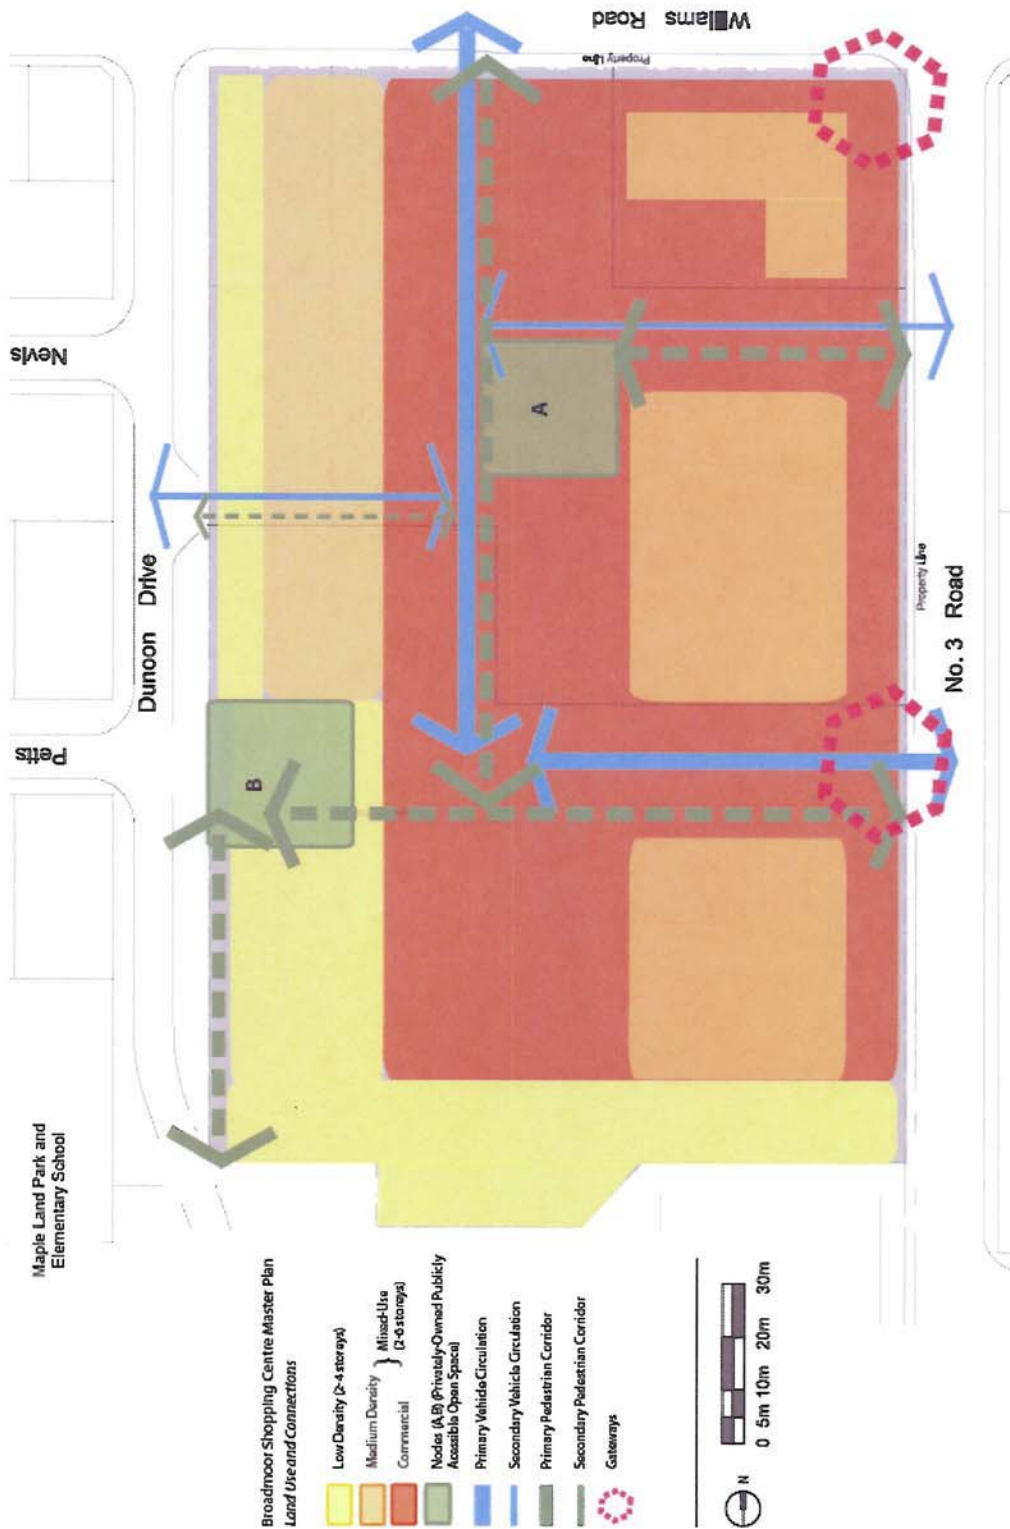 Williams Road
Property Line
Nevis
Dunoon Drive
Petts
A
B
Property Line
No. 3 Road
Maple Land Park and
Elementary School
Broadmoor Shopping Centre Master Plan
Land Use and Connections
Low Density (2-4 storeys)
Medium Density
Commercial
} Mixed-Use
(2-6 storeys)
Nodes (A,B) (Privately-Owned Publicly
Acessible Open Space)
Primary Vehicle Circulation
Secondary Vehicle Circulation
Primary Pedestrian Corridor
Secondary Pedestrian Corridor
Gateways
N
0 5m 10m 20m 30m